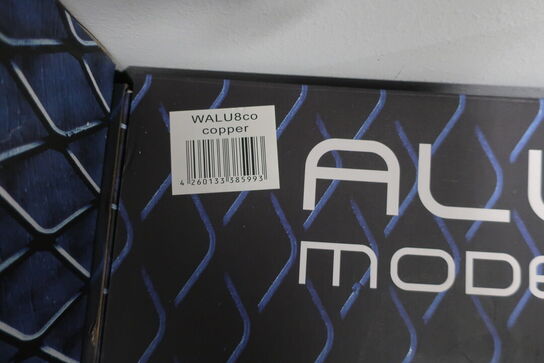 WALU8co
copper
4 260133 385993
ALU
MODE